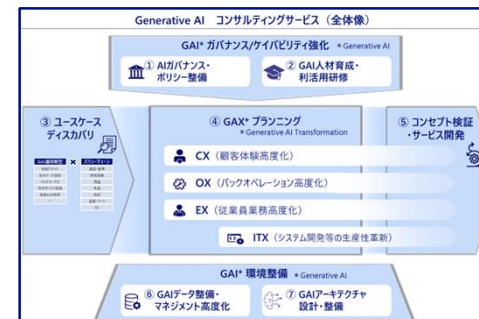 Generative AI コンサルティングサービス（全体像）
GAI* ガバナンス/ケイパビリティ強化 *Generative AI
① AIガバナンス・
ポリシー整備
② GAI人材育成・
利活用研修
③ ユースケース
ディスカバリ
④ GAX* プランニング
*Generative AI Transformation
CX（顧客体験高度化）
OX（バックオペレーション高度化）
EX（従業員業務高度化）
ITX（システム開発等の生産性革新）
⑤ コンセプト検証
・サービス開発
GAI* 環境整備 *Generative AI
⑥ GAIデータ整備・
マネジメント高度化
⑦ GAIアーキテクチャ
設計・整備